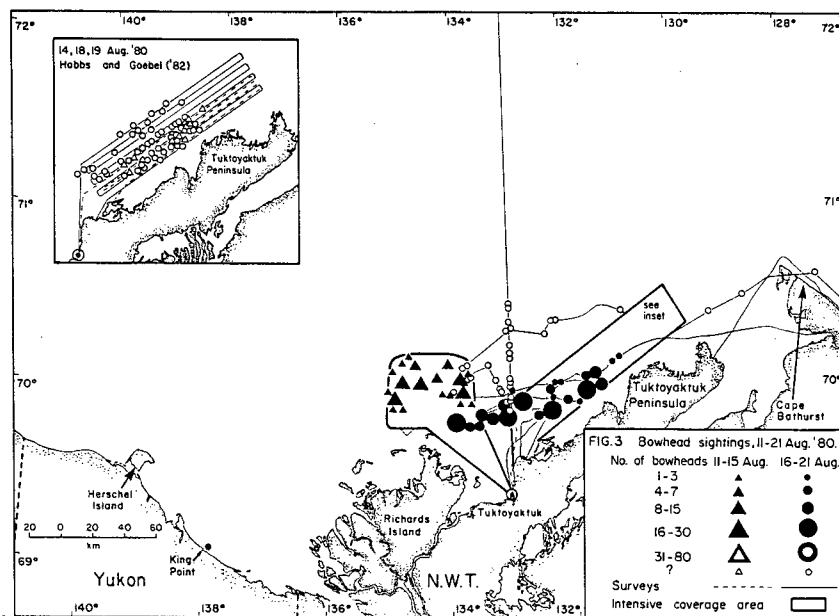 72°
140°
138°
136°
134°
132°
130°
128°
126°
72°
14,18,19 Aug. '80
Hobbs and Goebel ('82)
Tuktoyaktuk
Peninsula
71°
71°
see
inset
70°
70°
Tuktoyaktuk
Peninsula
Cape
Bathurst
Herschel
Island
20 0 20 40 60
km
King
Point
Richards
Island
Tuktoyaktuk
69°
Yukon
N.W.T.
140°
138°
136°
134°
132°
FIG.3 Bowhead sightings, 11-21 Aug. '80.
No. of bowheads 11-15 Aug. 16-21 Aug.
1-3
4-7
8-15
16-30
31-80
?
Surveys
Intensive coverage area